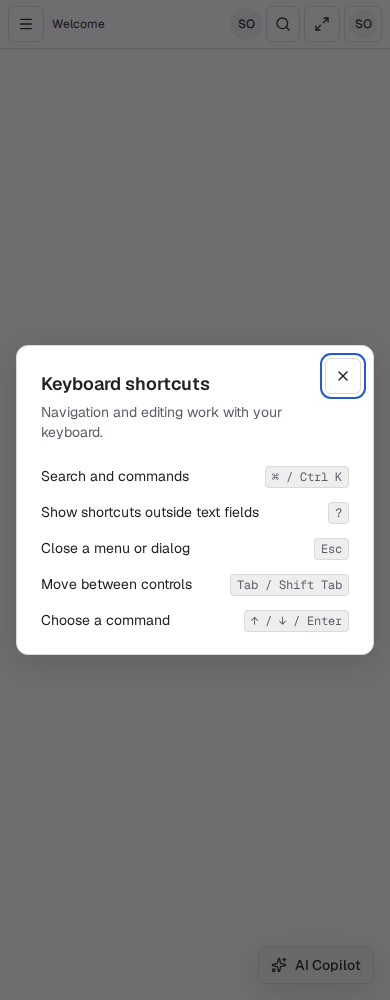 Welcome
SO
SO
Keyboard shortcuts
Navigation and editing work with your
keyboard.
Search and commands
⌘ / Ctrl K
Show shortcuts outside text fields
?
Close a menu or dialog
Esc
Move between controls
Tab / Shift Tab
Choose a command
↑ / ↓ / Enter
AI Copilot